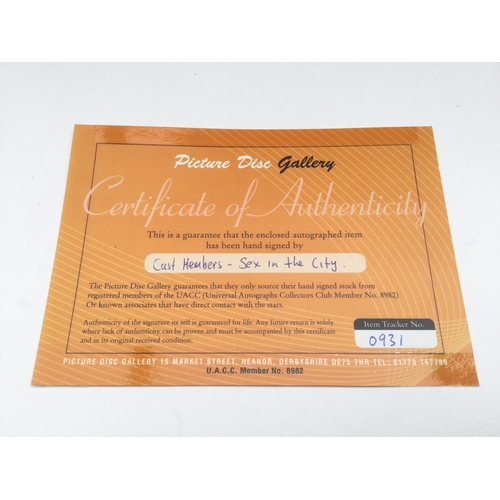 Picture Disc Gallery
Certificate of Authenticity
This is a guarantee that the enclosed autographed item
has been hand signed by
Cast Members - Sex in the City.
The Picture Disc Gallery guarantees that they only source their hand signed stock from
registered members of the UACC (Universal Autographs Collectors Club Member No. 8982)
Or known associates that have direct contact with the stars.
Authenticity of the signature its self is guaranteed for life. Any future return is solely
where lack of authenticity can be proven and must be accompanied by this certificate
and in its original received condition.
Item Tracker No.
0931
PICTURE DISC GALLERY 19 MARKET STREET, HEANOR, DERBYSHIRE DE75 7HR TEL: 01773
U.A.C.C. Member No. 8982